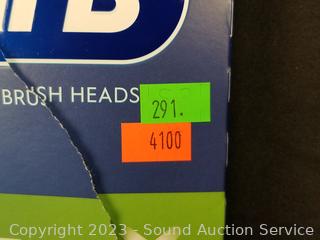 BRUSH HEADS
291.
4100
Copyright 2023 - Sound Auction Service